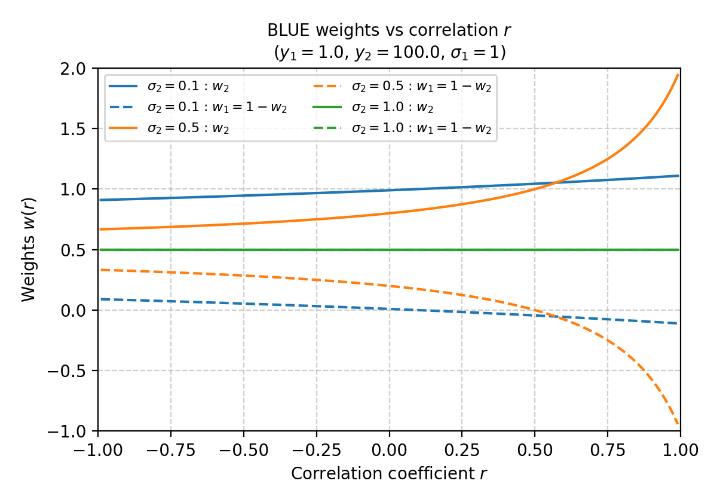 BLUE weights vs correlation r
(y₁ = 1.0, y₂ = 100.0, σ₁ = 1)
σ₂ = 0.1 : w₂
σ₂ = 0.1 : w₁ = 1 − w₂
σ₂ = 0.5 : w₂
σ₂ = 0.5 : w₁ = 1 − w₂
σ₂ = 1.0 : w₂
σ₂ = 1.0 : w₁ = 1 − w₂
Weights w(r)
2.0
1.5
1.0
0.5
0.0
−0.5
−1.0
−1.00 −0.75 −0.50 −0.25 0.00 0.25 0.50 0.75 1.00
Correlation coefficient r